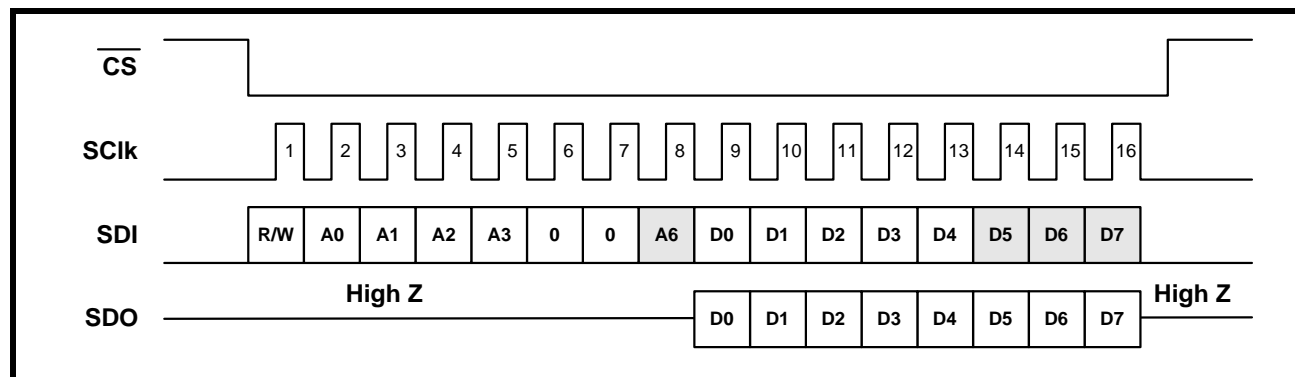 CS
SClk 1 2 3 4 5 6 7 8 9 10 11 12 13 14 15 16
SDI R/W A0 A1 A2 A3 0 0 A6 D0 D1 D2 D3 D4 D5 D6 D7
High Z High Z
SDO D0 D1 D2 D3 D4 D5 D6 D7